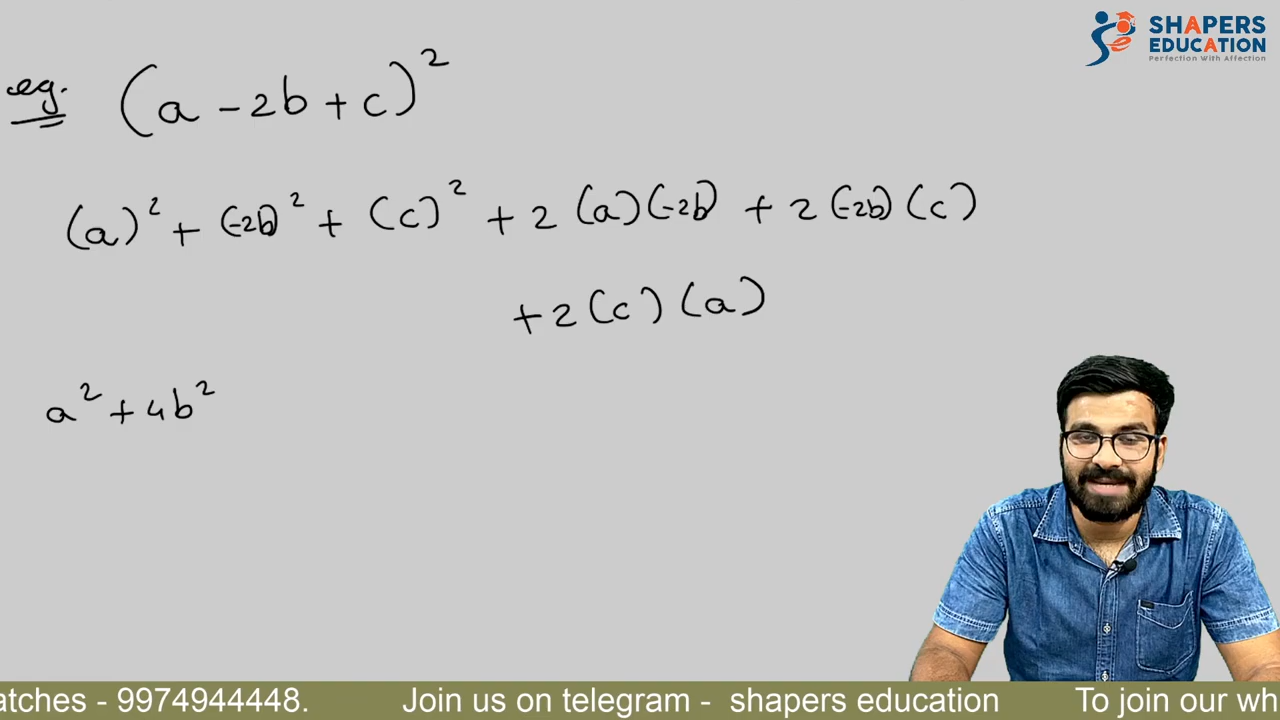 SHAPERS
EDUCATION
Perfection With Affection
eg. (a - 2b + c)²
(a)² + (-2b)² + (c)² + 2 (a)(-2b) + 2 (-2b)(c)
+ 2 (c) (a)
a² + 4b²
atches - 9974944448. Join us on telegram - shapers education To join our wh